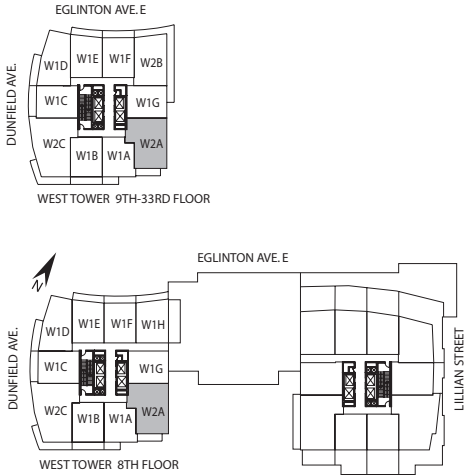 EGLINTON AVE. E
DUNFIELD AVE.
W1D W1E W1F W2B
W1C W1G
W2C W1B W1A W2A
WEST TOWER 9TH-33RD FLOOR
EGLINTON AVE. E
N
DUNFIELD AVE.
LILLIAN STREET
W1D W1E W1F W1H
W1C W1G
W2C W1B W1A W2A
WEST TOWER 8TH FLOOR